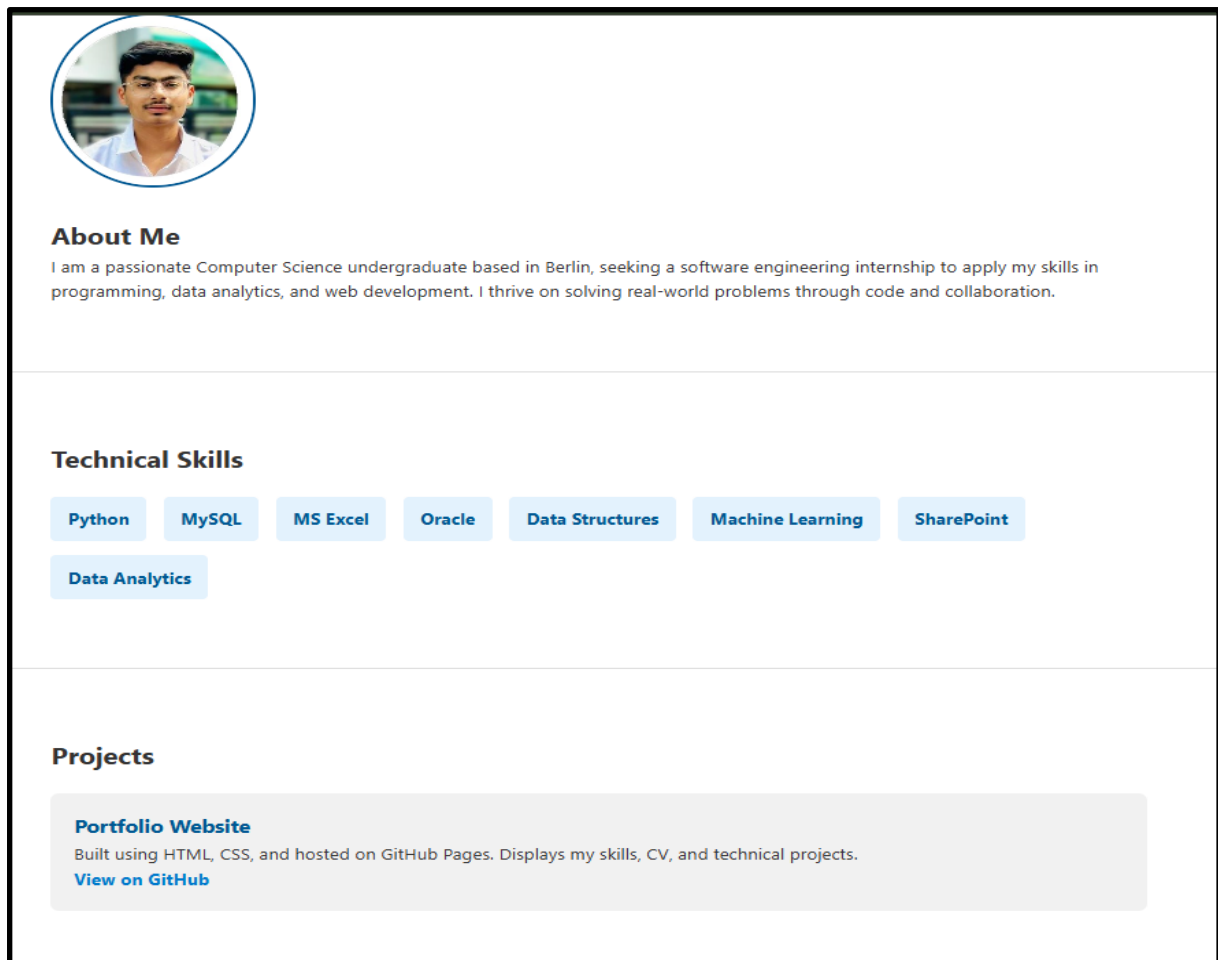 About Me
I am a passionate Computer Science undergraduate based in Berlin, seeking a software engineering internship to apply my skills in
programming, data analytics, and web development. I thrive on solving real-world problems through code and collaboration.
Technical Skills
Python MySQL MS Excel Oracle Data Structures Machine Learning SharePoint
Data Analytics
Projects
Portfolio Website
Built using HTML, CSS, and hosted on GitHub Pages. Displays my skills, CV, and technical projects.
View on GitHub